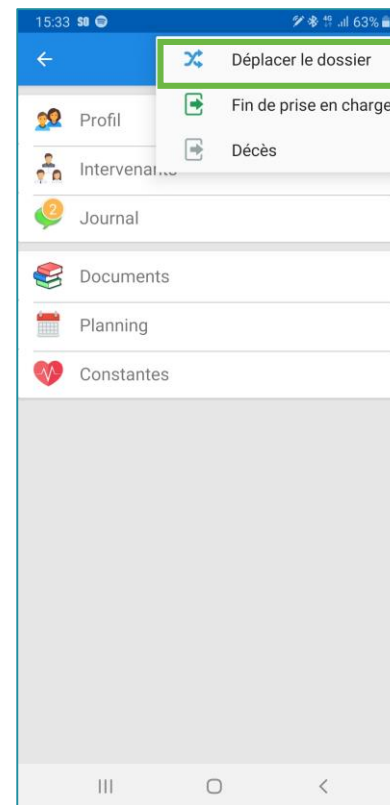 15:33
63%
Déplacer le dossier
Fin de prise en charge
Décès
Profil
Intervenants
2
Journal
Documents
Planning
Constantes